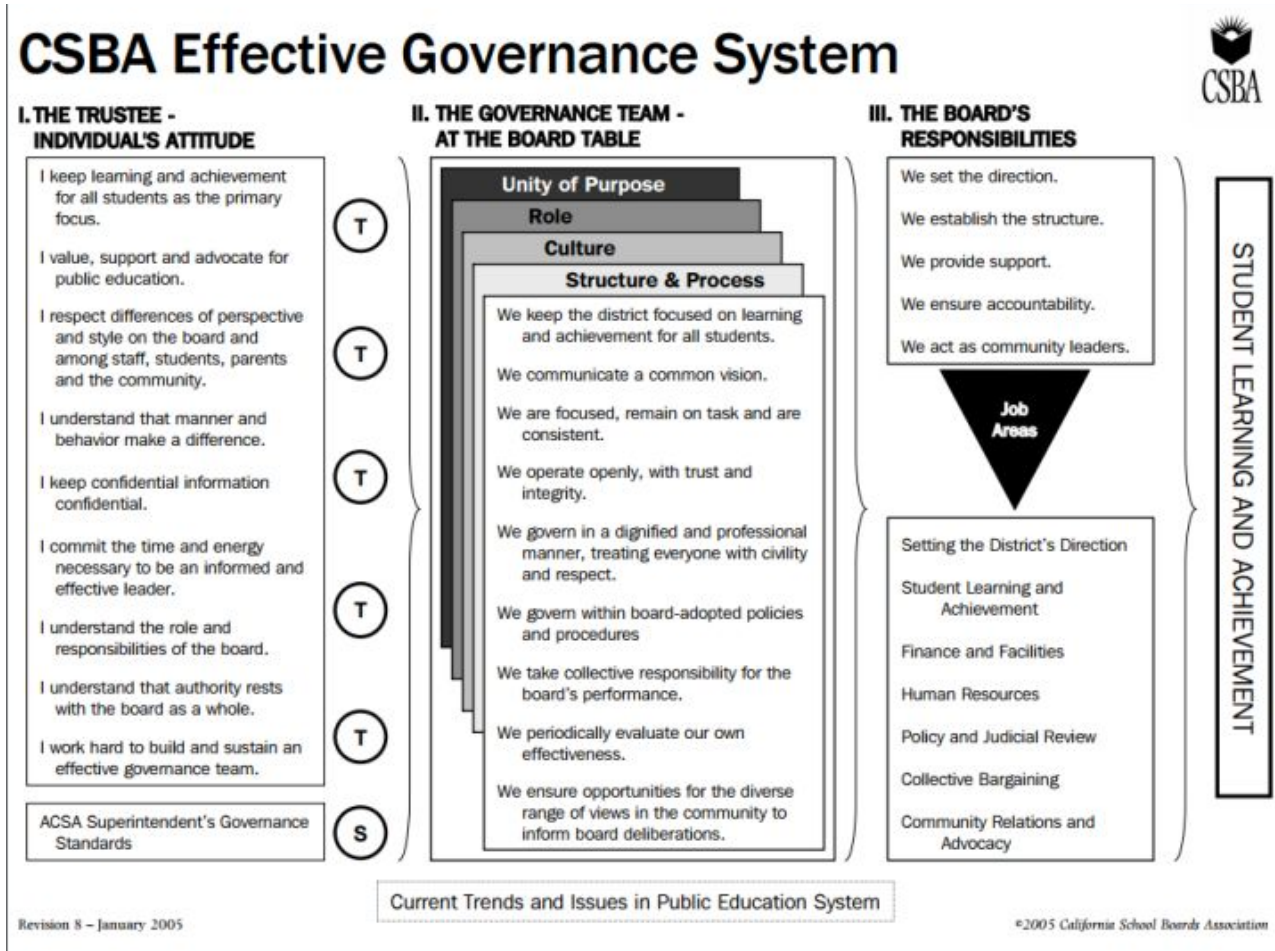 CSBA Effective Governance System
CSBA
I. THE TRUSTEE -
INDIVIDUAL'S ATTITUDE
I keep learning and achievement
for all students as the primary
focus.
I value, support and advocate for
public education.
I respect differences of perspective
and style on the board and
among staff, students, parents
and the community.
I understand that manner and
behavior make a difference.
I keep confidential information
confidential.
I commit the time and energy
necessary to be an informed and
effective leader.
I understand the role and
responsibilities of the board.
I understand that authority rests
with the board as a whole.
I work hard to build and sustain an
effective governance team.
ACSA Superintendent's Governance
Standards
T
T
T
T
T
S
II. THE GOVERNANCE TEAM -
AT THE BOARD TABLE
Unity of Purpose
Role
Culture
Structure & Process
We keep the district focused on learning
and achievement for all students.
We communicate a common vision.
We are focused, remain on task and are
consistent.
We operate openly, with trust and
integrity.
We govern in a dignified and professional
manner, treating everyone with civility
and respect.
We govern within board-adopted policies
and procedures
We take collective responsibility for the
board's performance.
We periodically evaluate our own
effectiveness.
We ensure opportunities for the diverse
range of views in the community to
inform board deliberations.
III. THE BOARD'S
RESPONSIBILITIES
We set the direction.
We establish the structure.
We provide support.
We ensure accountability.
We act as community leaders.
Job
Areas
Setting the District's Direction
Student Learning and
Achievement
Finance and Facilities
Human Resources
Policy and Judicial Review
Collective Bargaining
Community Relations and
Advocacy
STUDENT LEARNING AND ACHIEVEMENT
Current Trends and Issues in Public Education System
Revision 8 – January 2005
©2005 California School Boards Association